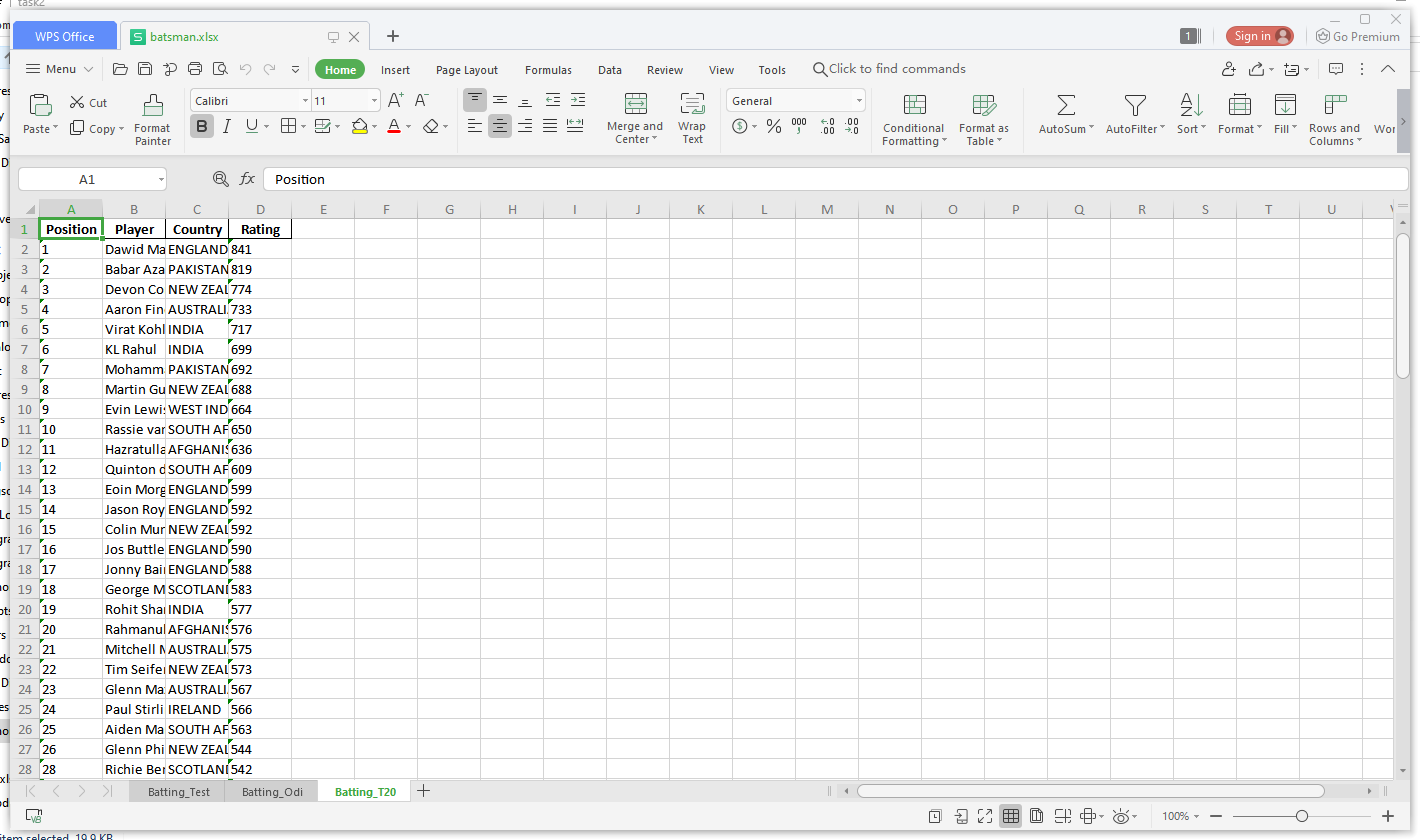 task2
WPS Office batsman.xlsx 1 Sign in Go Premium
Menu Home Insert Page Layout Formulas Data Review View Tools Click to find commands
Paste Cut Copy Format Painter Calibri 11 A+ A- B I U A Merge and Center Wrap Text General % 000 Conditional Formatting Format as Table AutoSum AutoFilter Sort Format Fill Rows and Columns Wor
A1 fx Position
A B C D E F G H I J K L M N O P Q R S T U
1 Position Player Country Rating
2 1 Dawid Ma ENGLAND 841
3 2 Babar Aza PAKISTAN 819
4 3 Devon Co NEW ZEAL 774
5 4 Aaron Fin AUSTRALI 733
6 5 Virat Kohl INDIA 717
7 6 KL Rahul INDIA 699
8 7 Mohamma PAKISTAN 692
9 8 Martin Gu NEW ZEAL 688
10 9 Evin Lewis WEST IND 664
11 10 Rassie van SOUTH AF 650
12 11 Hazratulla AFGHANIS 636
13 12 Quinton d SOUTH AF 609
14 13 Eoin Morg ENGLAND 599
15 14 Jason Roy ENGLAND 592
16 15 Colin Mun NEW ZEAL 592
17 16 Jos Buttle ENGLAND 590
18 17 Jonny Bai ENGLAND 588
19 18 George M SCOTLAND 583
20 19 Rohit Shar INDIA 577
21 20 Rahmanul AFGHANIS 576
22 21 Mitchell M AUSTRALI 575
23 22 Tim Seifer NEW ZEAL 573
24 23 Glenn Max AUSTRALI 567
25 24 Paul Stirli IRELAND 566
26 25 Aiden Ma SOUTH AF 563
27 26 Glenn Phi NEW ZEAL 544
28 28 Richie Ber SCOTLAND 542
Batting_Test Batting_Odi Batting_T20
100%
item selected 19.9 KB